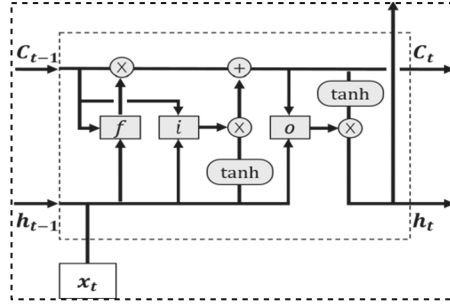 C_{t-1} × + C_t
tanh
f i × o ×
tanh
h_{t-1} h_t
x_t